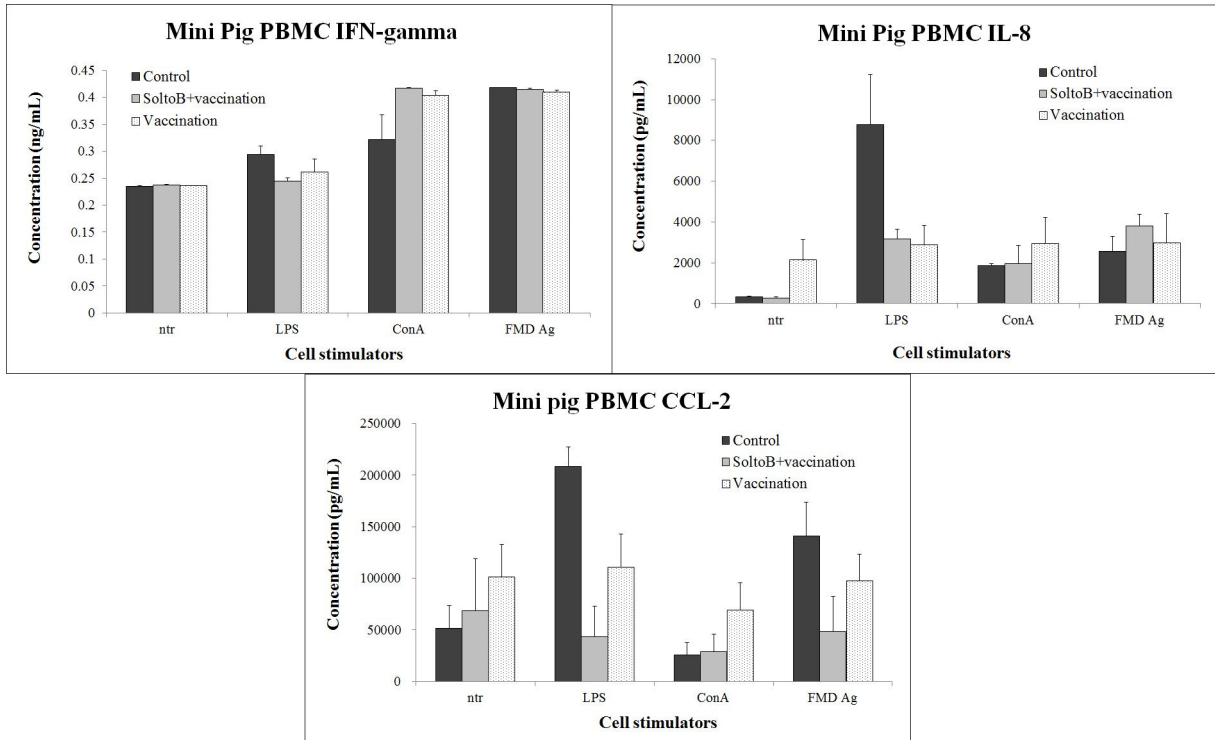 Mini Pig PBMC IFN-gamma
Concentration (ng/mL)
0.45
0.4
0.35
0.3
0.25
0.2
0.15
0.1
0.05
0
Control
SoltoB+vaccination
Vaccination
ntr LPS ConA FMD Ag
Cell stimulators
Mini Pig PBMC IL-8
Concentration (pg/mL)
12000
10000
8000
6000
4000
2000
0
Control
SoltoB+vaccination
Vaccination
ntr LPS ConA FMD Ag
Cell stimulators
Mini pig PBMC CCL-2
Concentration (pg/mL)
250000
200000
150000
100000
50000
0
Control
SoltoB+vaccination
Vaccination
ntr LPS ConA FMD Ag
Cell stimulators